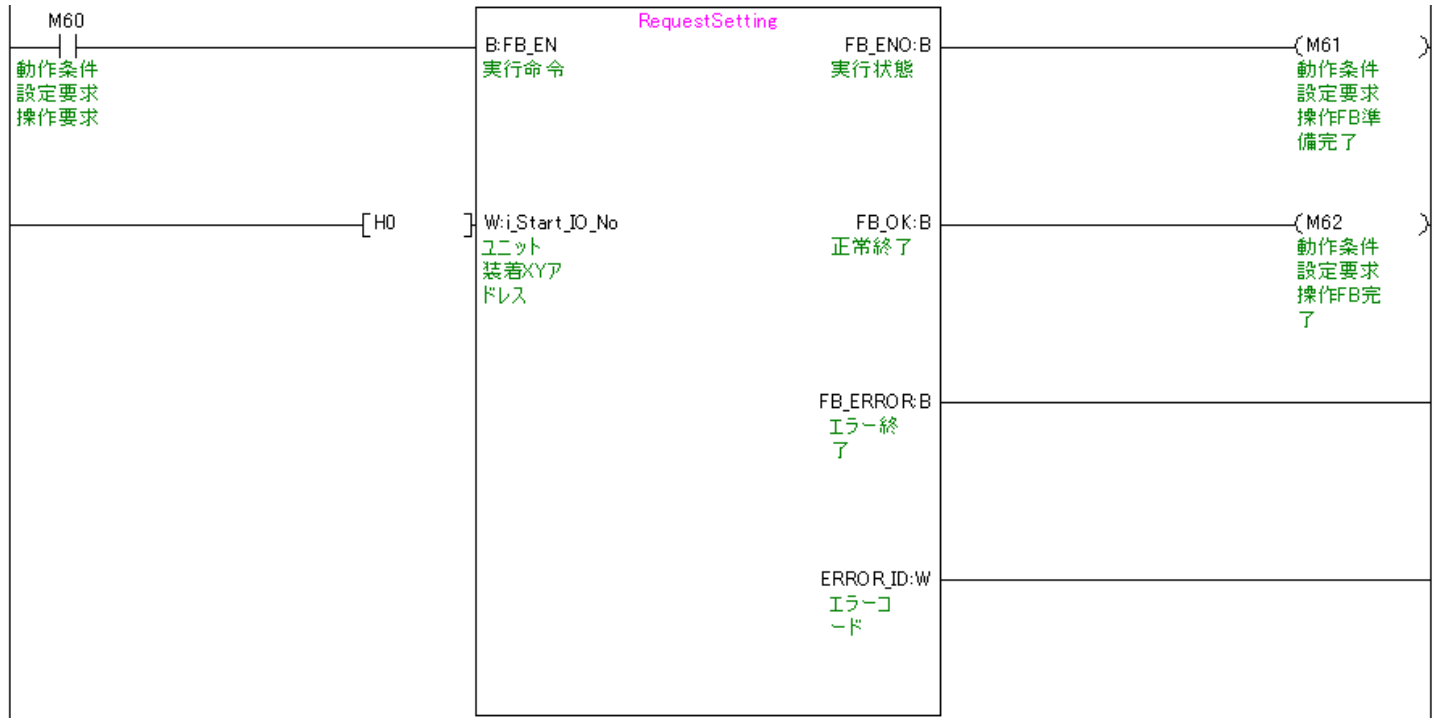 M60
動作条件
設定要求
操作要求
RequestSetting
B:FB_EN
実行命令
FB_ENO:B
実行状態
M61
動作条件
設定要求
操作FB準
備完了
H0
W:i_Start_IO_No
ユニット
装着XYア
ドレス
FB_OK:B
正常終了
M62
動作条件
設定要求
操作FB完
了
FB_ERROR:B
エラー終
了
ERROR_ID:W
エラーコ
ード